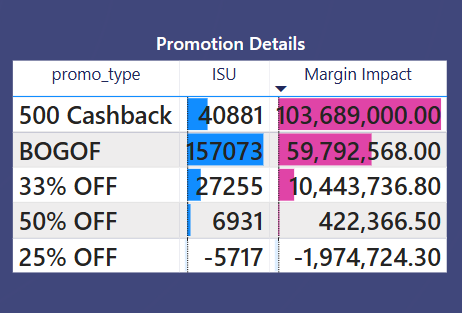 Promotion Details
promo_type ISU Margin Impact
500 Cashback 40881 103,689,000.00
BOGOF 157073 59,792,568.00
33% OFF 27255 10,443,736.80
50% OFF 6931 422,366.50
25% OFF -5717 -1,974,724.30